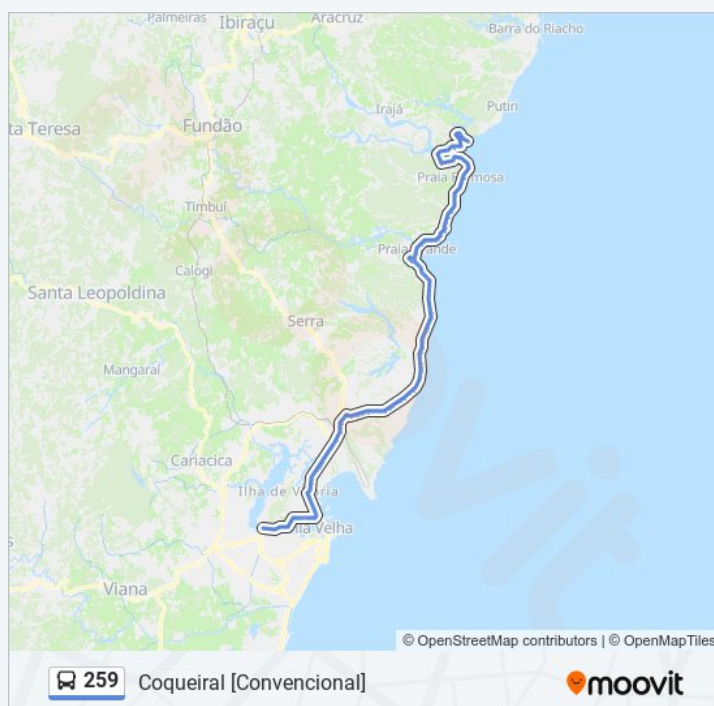 Palmeiras
Ibiraçu
Aracruz
Barra do Riacho
Irajá
Putiri
ta Teresa
Fundão
Praia Formosa
Timbuí
Praia Grande
Calogi
Santa Leopoldina
Serra
Mangaraí
Cariacica
Ilha de Vitória
Vila Velha
Viana
© OpenStreetMap contributors | © OpenMapTiles
259 Coqueiral [Convencional]
moovit